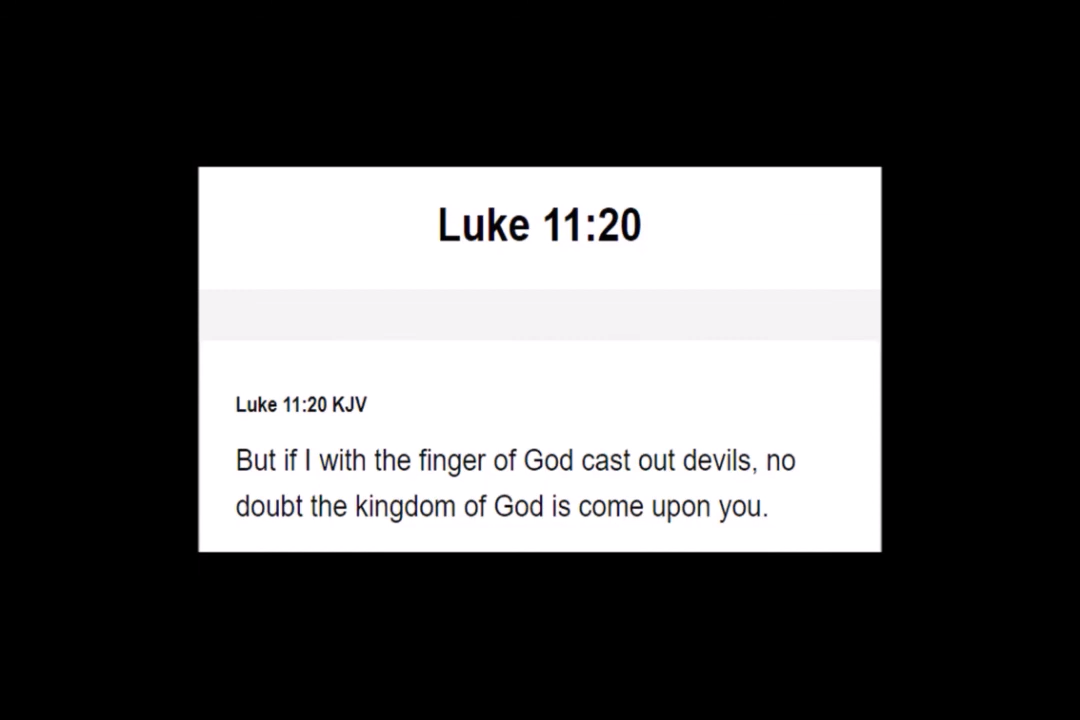 Luke 11:20
Luke 11:20 KJV
But if I with the finger of God cast out devils, no
doubt the kingdom of God is come upon you.